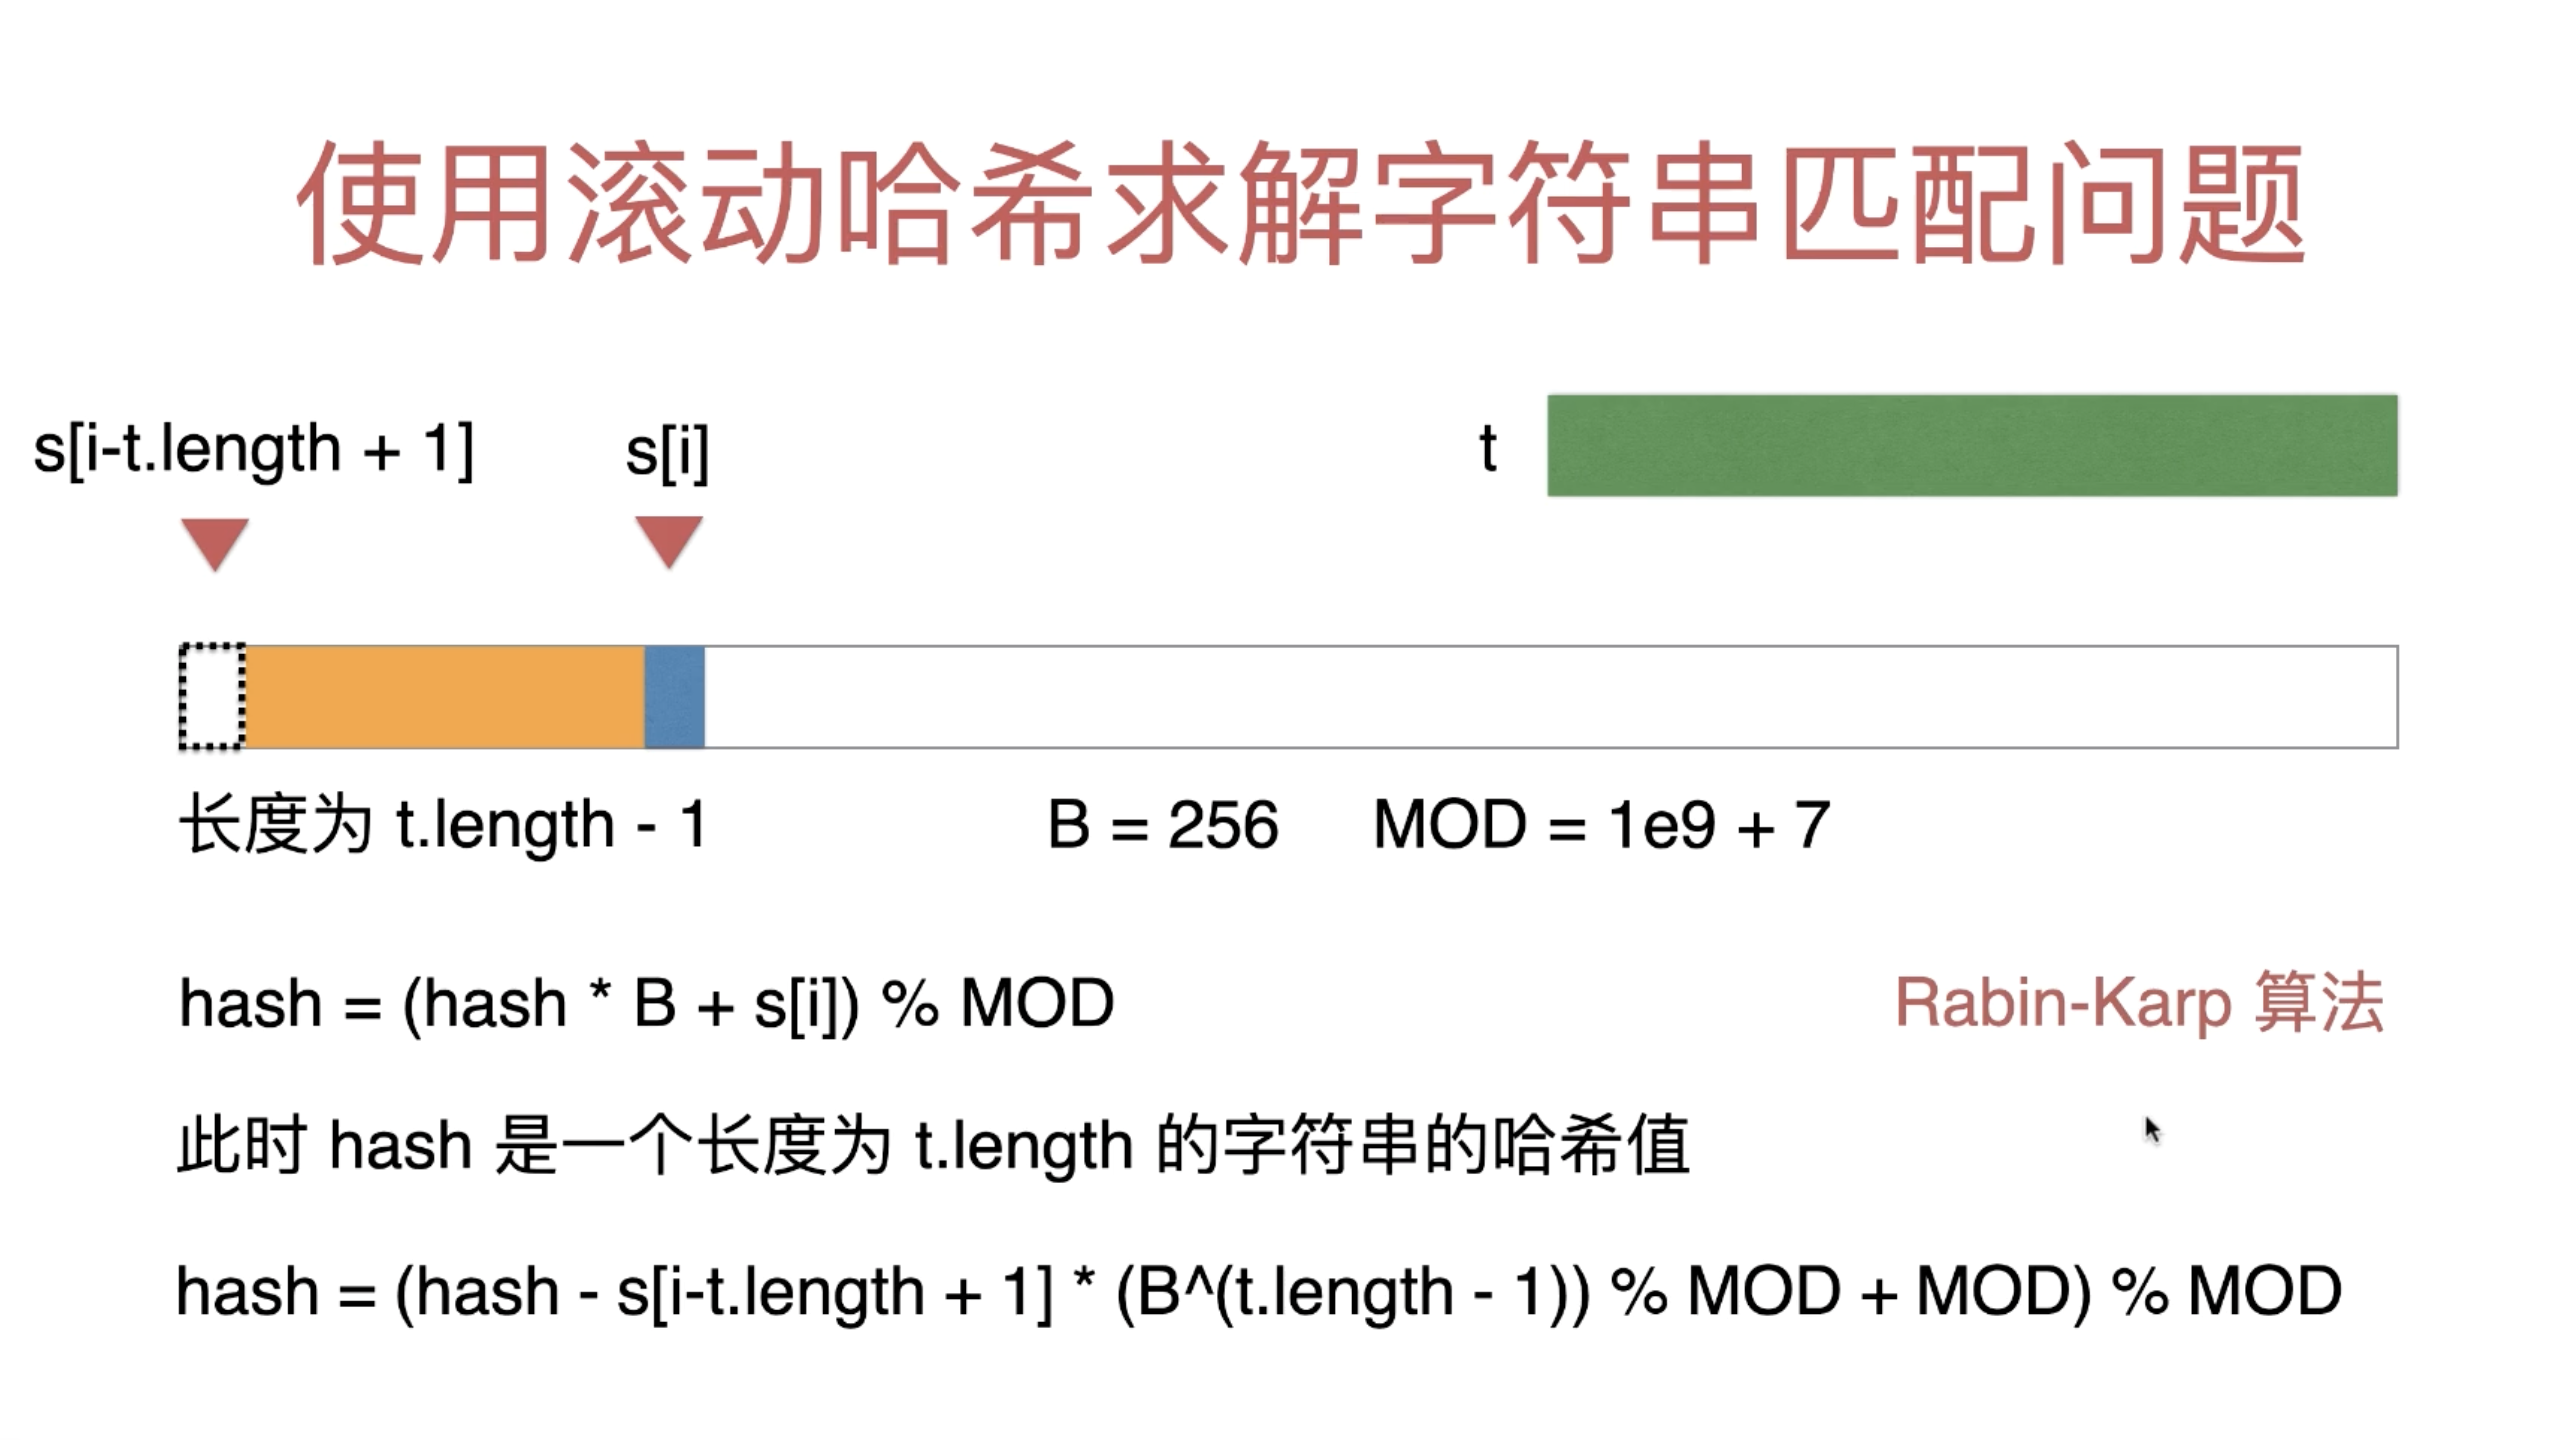 使用滚动哈希求解字符串匹配问题
s[i-t.length + 1]
s[i]
t
长度为 t.length - 1
B = 256
MOD = 1e9 + 7
hash = (hash * B + s[i]) % MOD
Rabin-Karp 算法
此时 hash 是一个长度为 t.length 的字符串的哈希值
hash = (hash - s[i-t.length + 1] * (B^(t.length - 1)) % MOD + MOD) % MOD